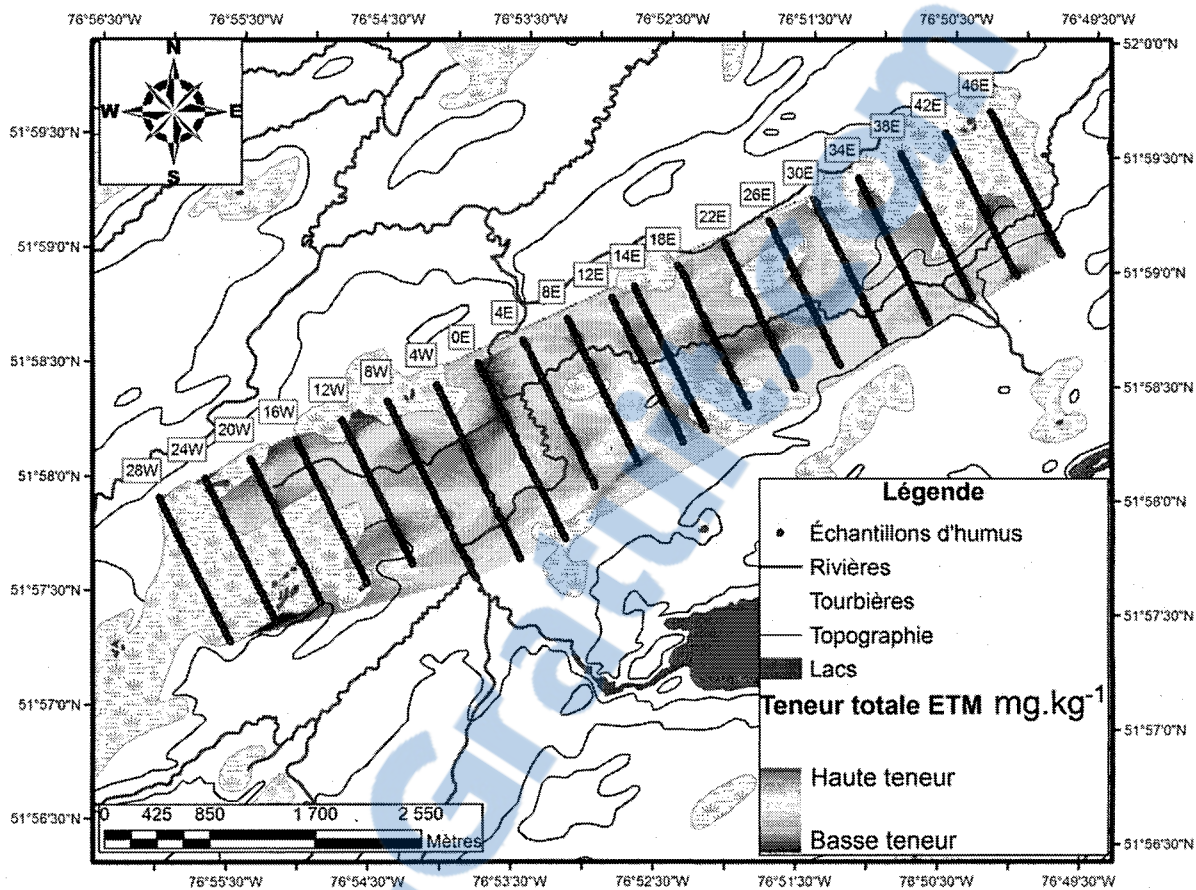 76°56'30"W 76°55'30"W 76°54'30"W 76°53'30"W 76°52'30"W 76°51'30"W 76°50'30"W 76°49'30"W
52°0'0"N
N
W E
S
51°59'30"N
51°59'30"N
51°59'0"N
51°59'0"N
51°58'30"N
51°58'30"N
51°58'0"N
51°58'0"N
51°57'30"N
51°57'30"N
51°57'0"N
51°57'0"N
51°56'30"N
51°56'30"N
46E
42E
38E
34E
30E
26E
22E
18E
14E
12E
8E
4E
0E
4W
8W
12W
16W
20W
24W
28W
Légende
Échantillons d'humus
Rivières
Tourbières
Topographie
Lacs
Teneur totale ETM mg.kg-1
Haute teneur
Basse teneur
0 425 850 1 700 2 550
Mètres
76°55'30"W 76°54'30"W 76°53'30"W 76°52'30"W 76°51'30"W 76°50'30"W 76°49'30"W
Gratuit.com